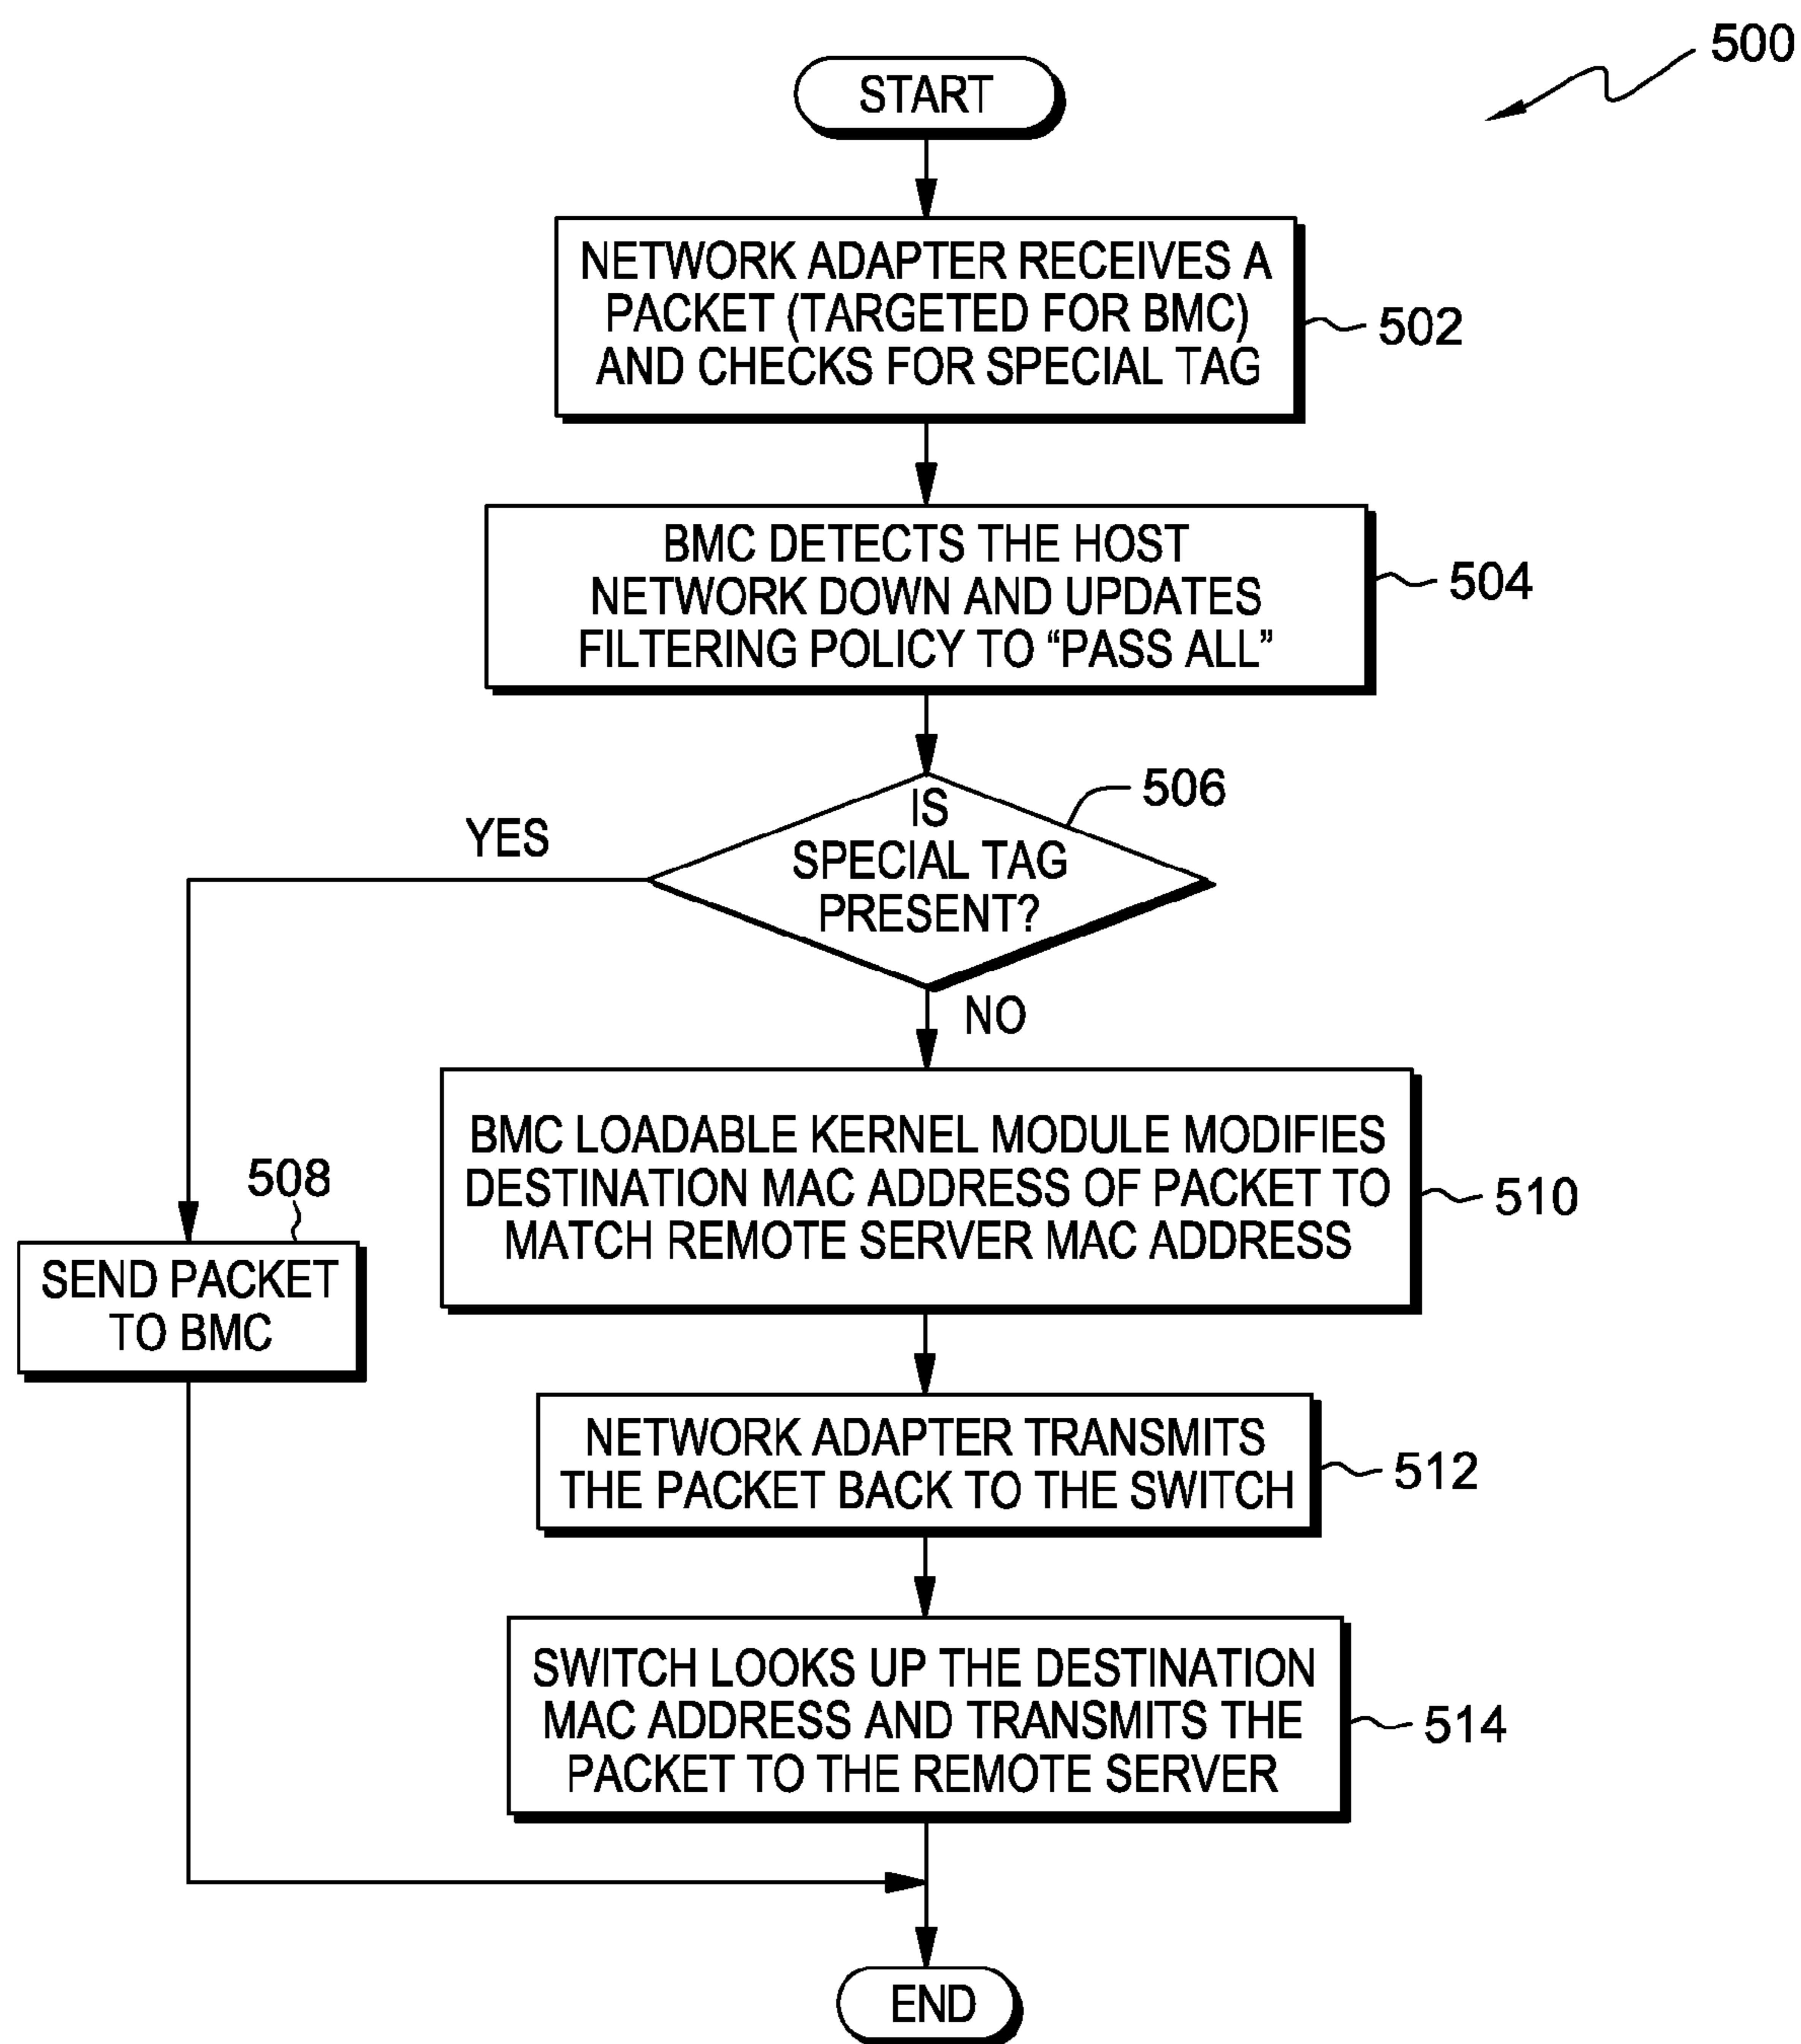 500
START
NETWORK ADAPTER RECEIVES A
PACKET (TARGETED FOR BMC)
AND CHECKS FOR SPECIAL TAG
502
BMC DETECTS THE HOST
NETWORK DOWN AND UPDATES
FILTERING POLICY TO “PASS ALL”
504
IS
SPECIAL TAG
PRESENT?
506
YES
NO
508
SEND PACKET
TO BMC
BMC LOADABLE KERNEL MODULE MODIFIES
DESTINATION MAC ADDRESS OF PACKET TO
MATCH REMOTE SERVER MAC ADDRESS
510
NETWORK ADAPTER TRANSMITS
THE PACKET BACK TO THE SWITCH
512
SWITCH LOOKS UP THE DESTINATION
MAC ADDRESS AND TRANSMITS THE
PACKET TO THE REMOTE SERVER
514
END